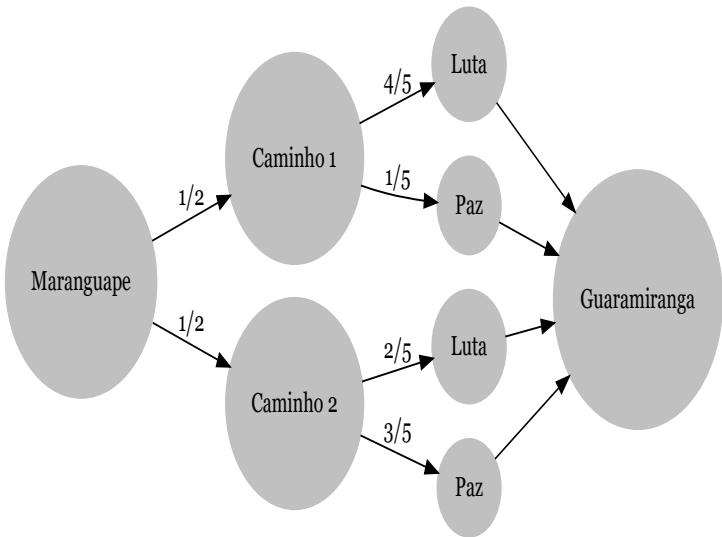 Maranguape
1/2
1/2
Caminho 1
Caminho 2
4/5
1/5
2/5
3/5
Luta
Paz
Luta
Paz
Guaramiranga